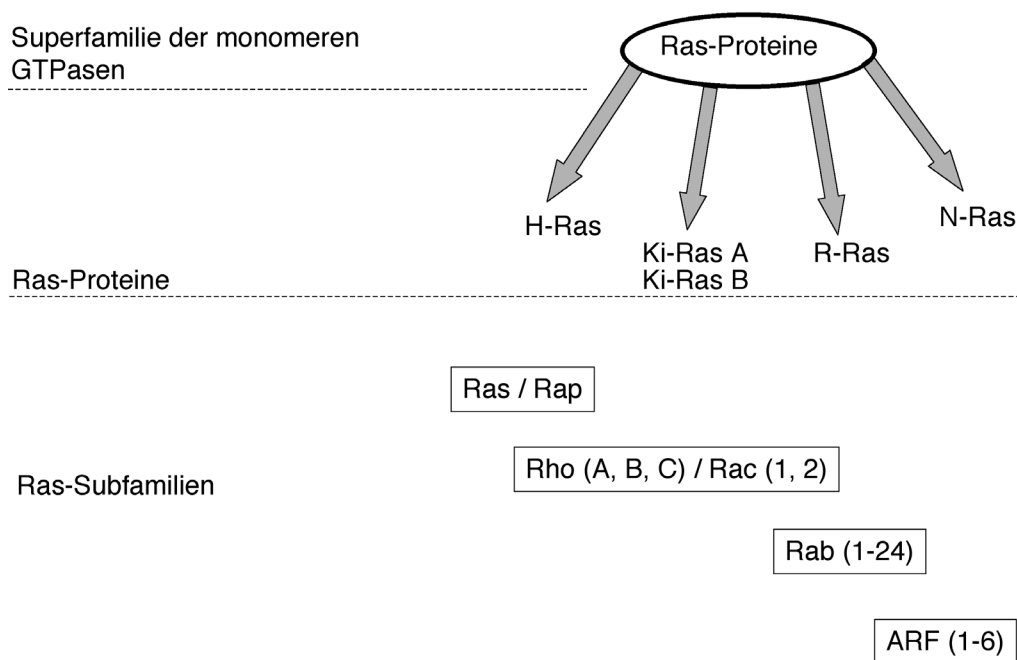 Superfamilie der monomeren
GTPasen
Ras-Proteine
H-Ras
Ki-Ras A
Ki-Ras B
R-Ras
N-Ras
Ras-Proteine
Ras / Rap
Rho (A, B, C) / Rac (1, 2)
Ras-Subfamilien
Rab (1-24)
ARF (1-6)